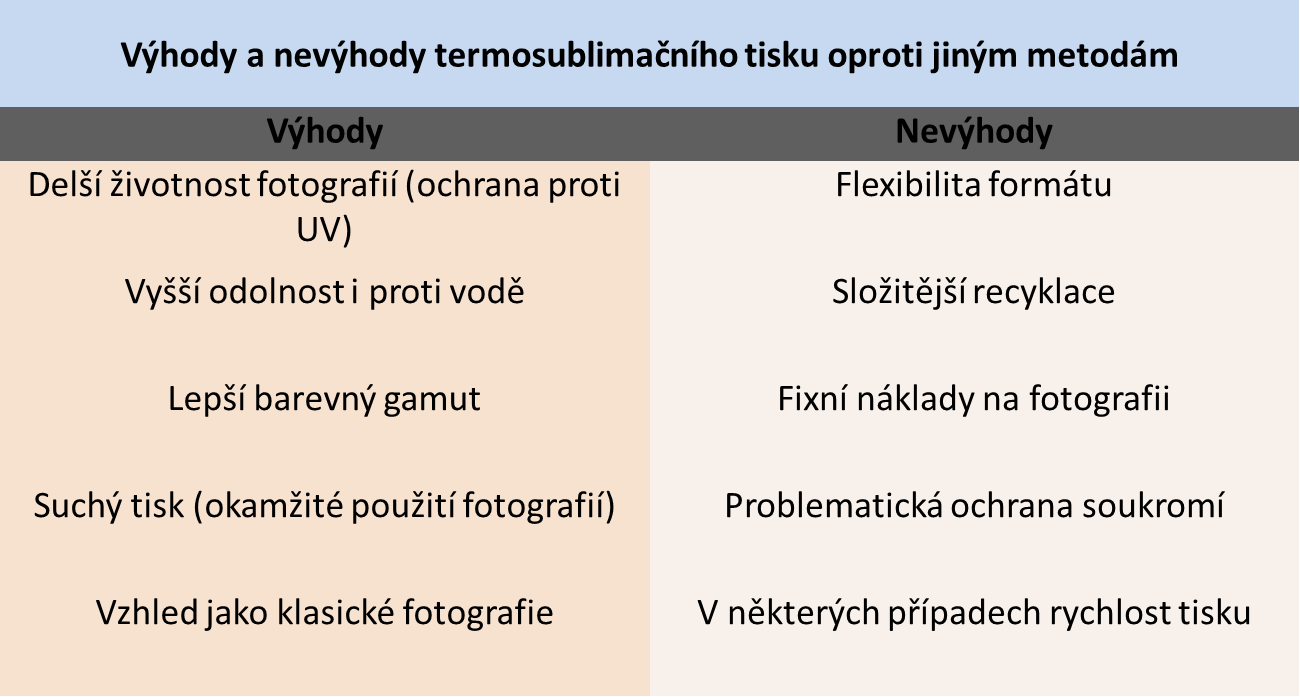 Výhody a nevýhody termosublimačního tisku oproti jiným metodám
Výhody
Nevýhody
Delší životnost fotografií (ochrana proti
UV)
Flexibilita formátu
Vyšší odolnost i proti vodě
Složitější recyklace
Lepší barevný gamut
Fixní náklady na fotografii
Suchý tisk (okamžité použití fotografií)
Problematická ochrana soukromí
Vzhled jako klasické fotografie
V některých případech rychlost tisku